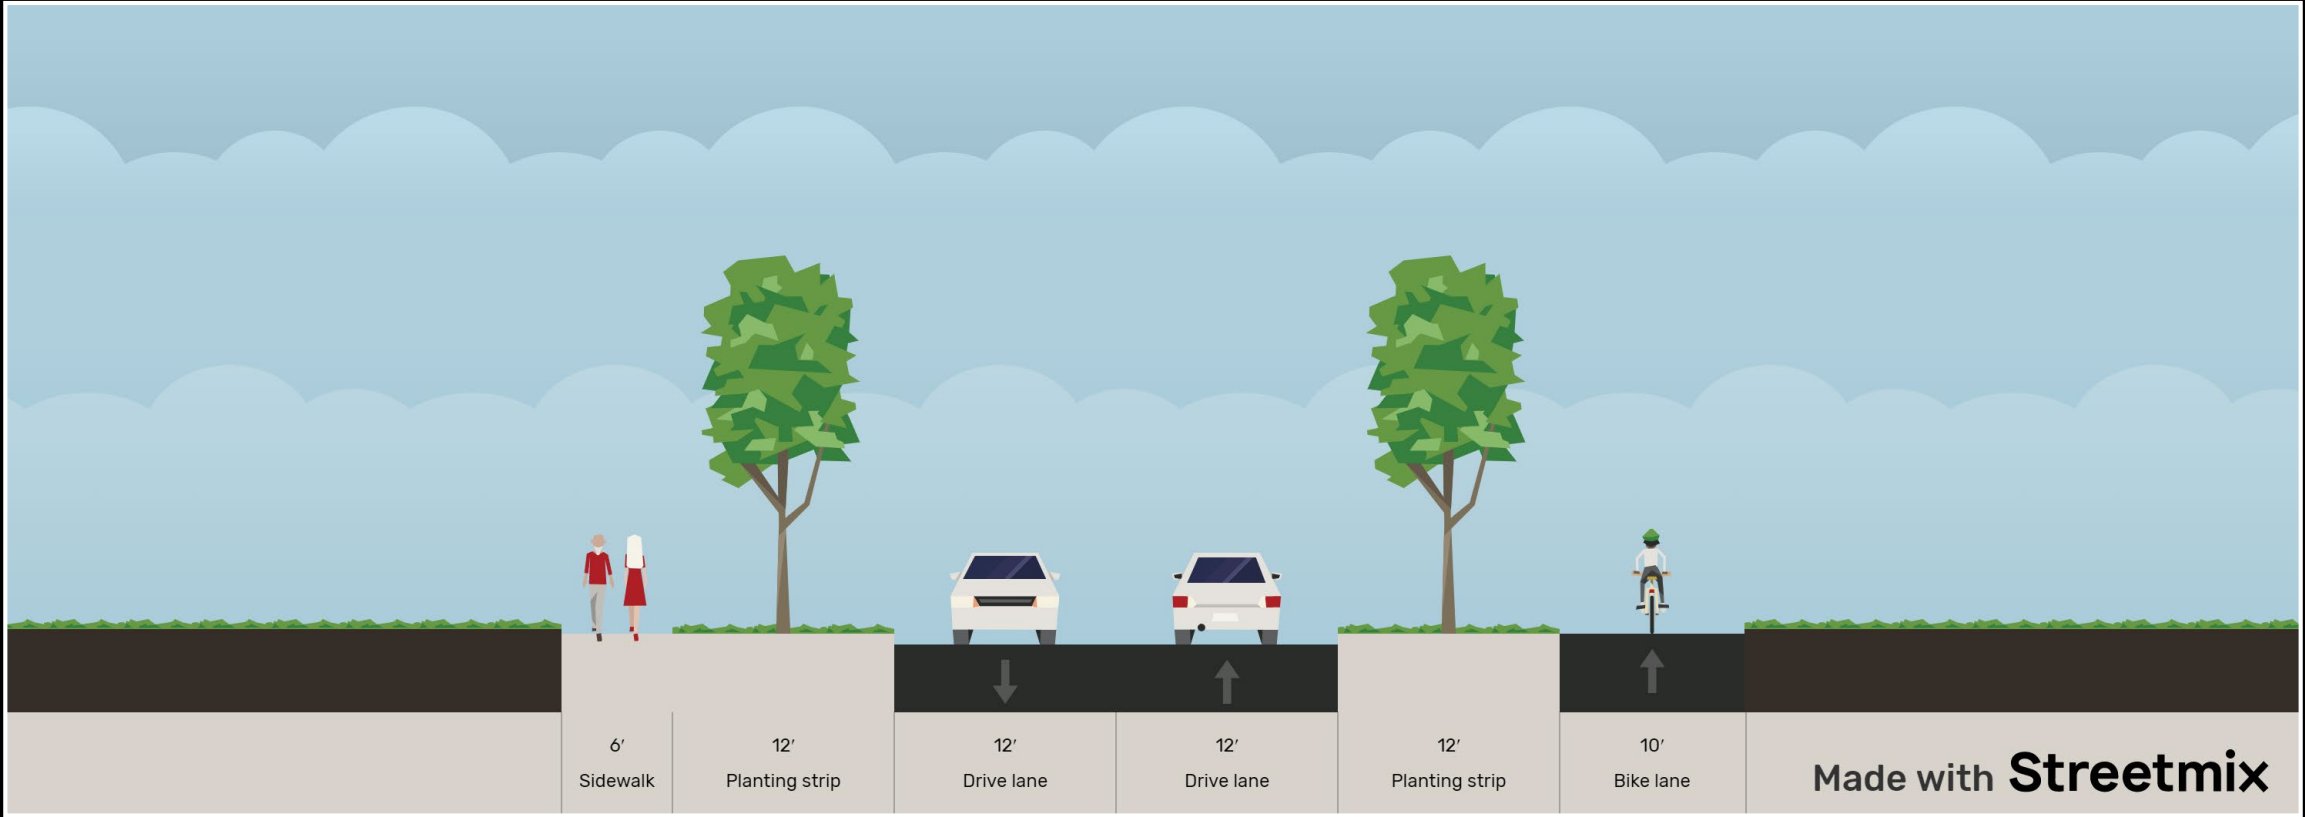 6′
Sidewalk
12′
Planting strip
12′
Drive lane
12′
Drive lane
12′
Planting strip
10′
Bike lane
Made with Streetmix